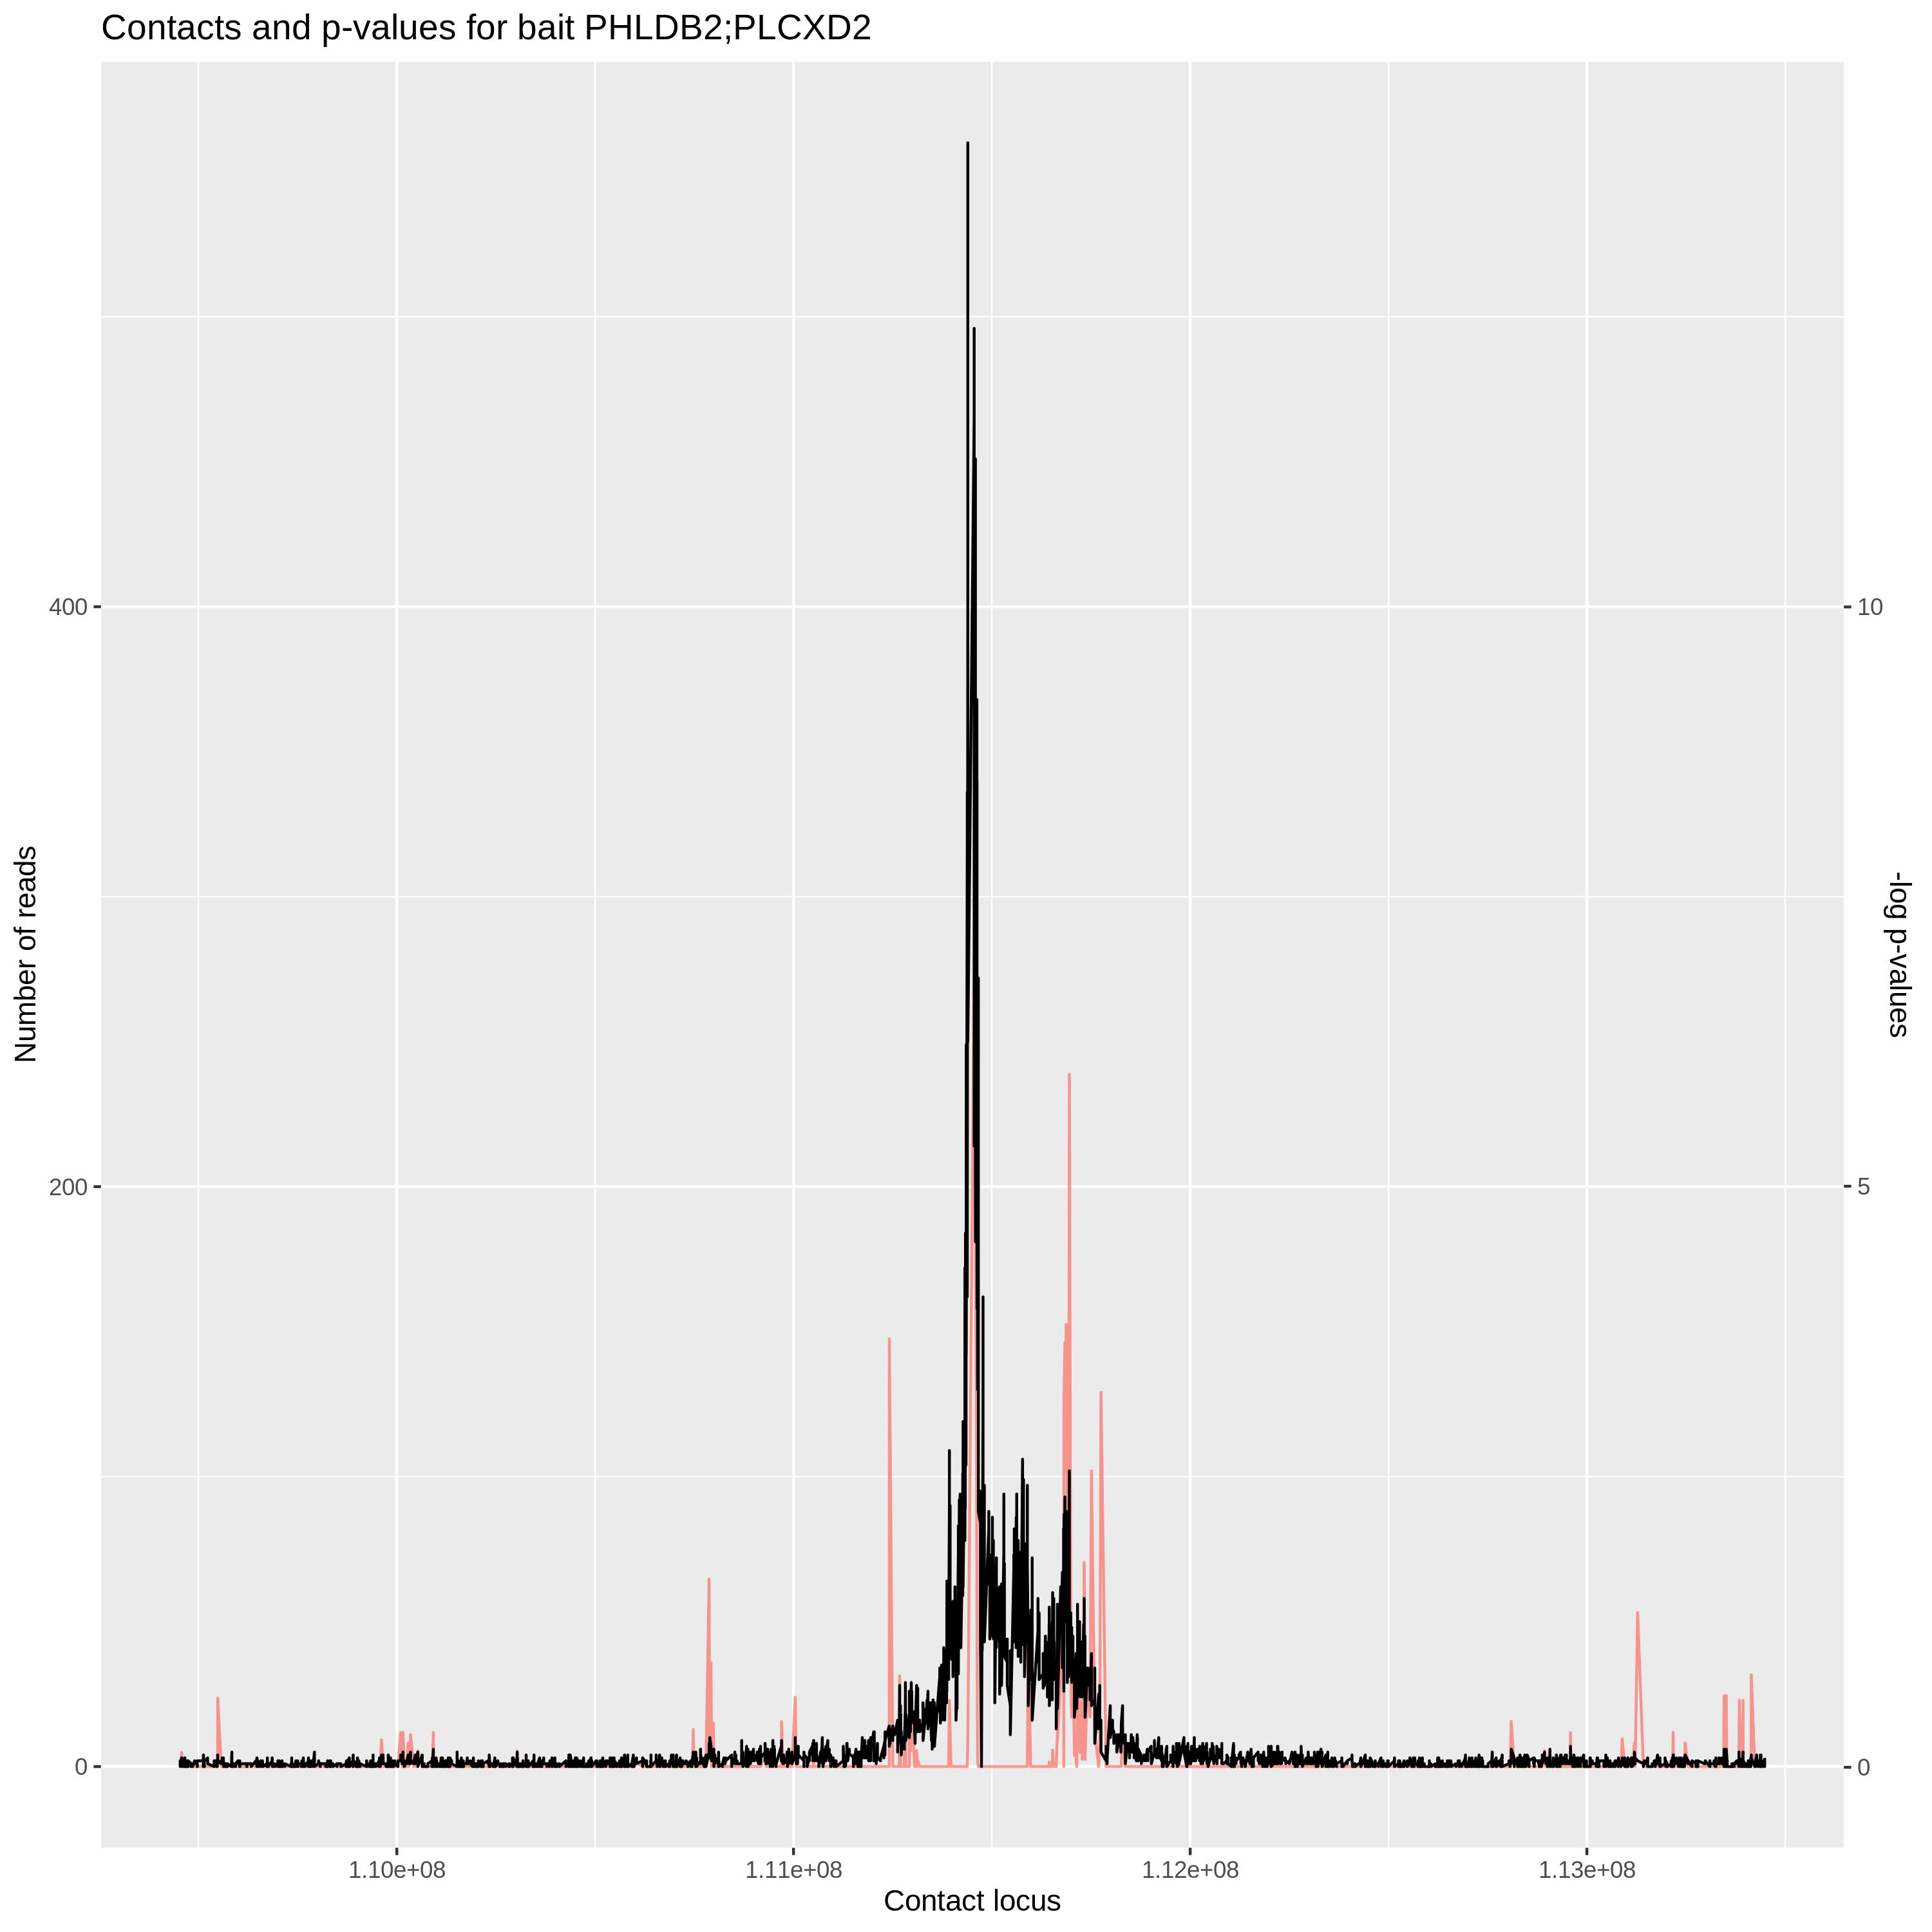 Contacts and p-values for bait PHLDB2;PLCXD2
Number of reads
400
200
0
10
5
0
-log p-values
1.10e+08
1.11e+08
1.12e+08
1.13e+08
Contact locus